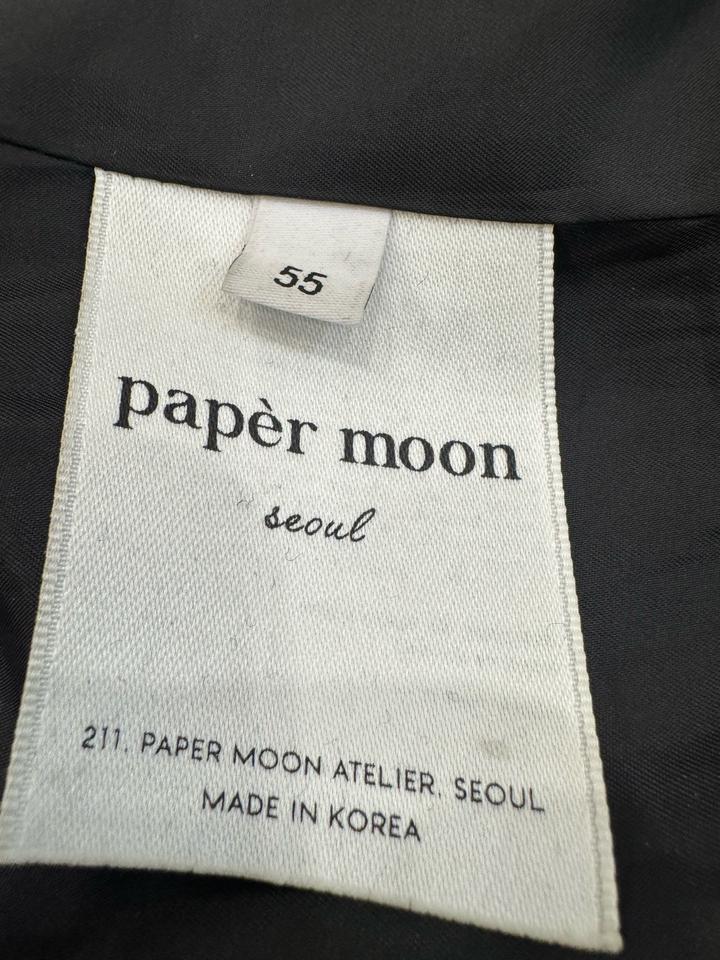 55
papèr moon
seoul
211. PAPER MOON ATELIER. SEOUL
MADE IN KOREA